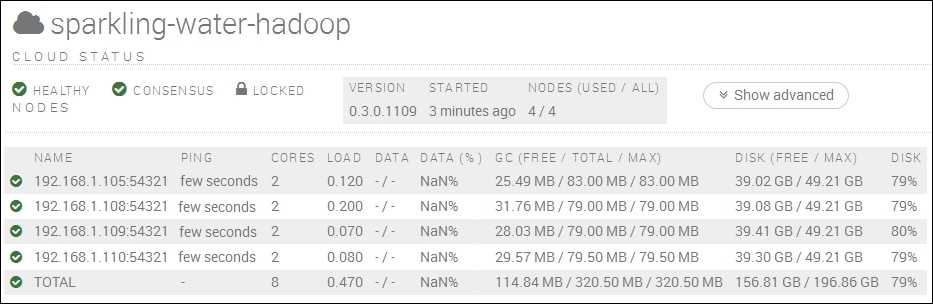 sparkling-water-hadoop
CLOUD STATUS
HEALTHY NODES CONSENSUS LOCKED
VERSION STARTED NODES (USED / ALL)
0.3.0.1109 3 minutes ago 4 / 4
Show advanced
NAME PING CORES LOAD DATA DATA (%) GC (FREE / TOTAL / MAX) DISK (FREE / MAX) DISK
192.168.1.105:54321 few seconds 2 0.120 - / - NaN% 25.49 MB / 83.00 MB / 83.00 MB 39.02 GB / 49.21 GB 79%
192.168.1.108:54321 few seconds 2 0.200 - / - NaN% 31.76 MB / 79.00 MB / 79.00 MB 39.08 GB / 49.21 GB 79%
192.168.1.109:54321 few seconds 2 0.070 - / - NaN% 28.03 MB / 79.00 MB / 79.00 MB 39.41 GB / 49.21 GB 80%
192.168.1.110:54321 few seconds 2 0.080 - / - NaN% 29.57 MB / 79.50 MB / 79.50 MB 39.30 GB / 49.21 GB 79%
TOTAL - 8 0.470 - / - NaN% 114.84 MB / 320.50 MB / 320.50 MB 156.81 GB / 196.86 GB 79%